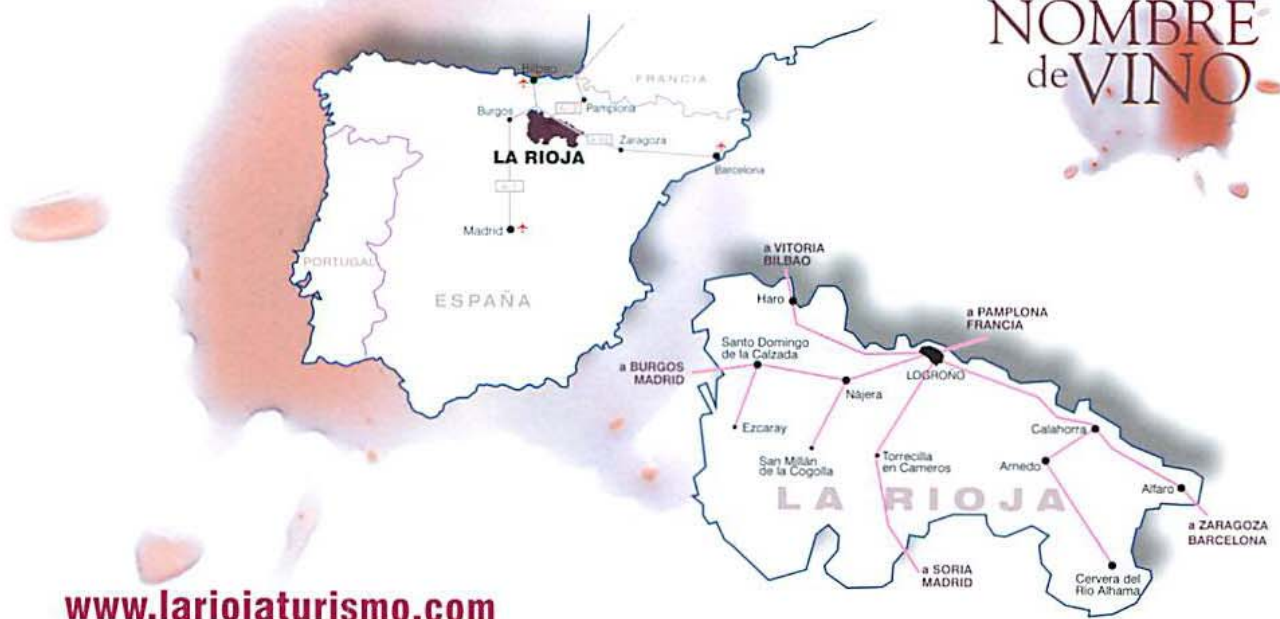 NOMBRE
de VINO
Bilbao
FRANCIA
Pamplona
Burgos
Zaragoza
LA RIOJA
Barcelona
Madrid
PORTUGAL
ESPAÑA
a VITORIA
BILBAO
Haro
a PAMPLONA
FRANCIA
Santo Domingo
de la Calzada
a BURGOS
MADRID
LOGROÑO
Nájera
Ezcaray
Calahorra
San Millán
de la Cogolla
Torrecilla
en Cameros
Arnedo
Alfaro
LA RIOJA
a ZARAGOZA
BARCELONA
a SORIA
MADRID
Cervera del
Río Alhama
www.lariojaturismo.com